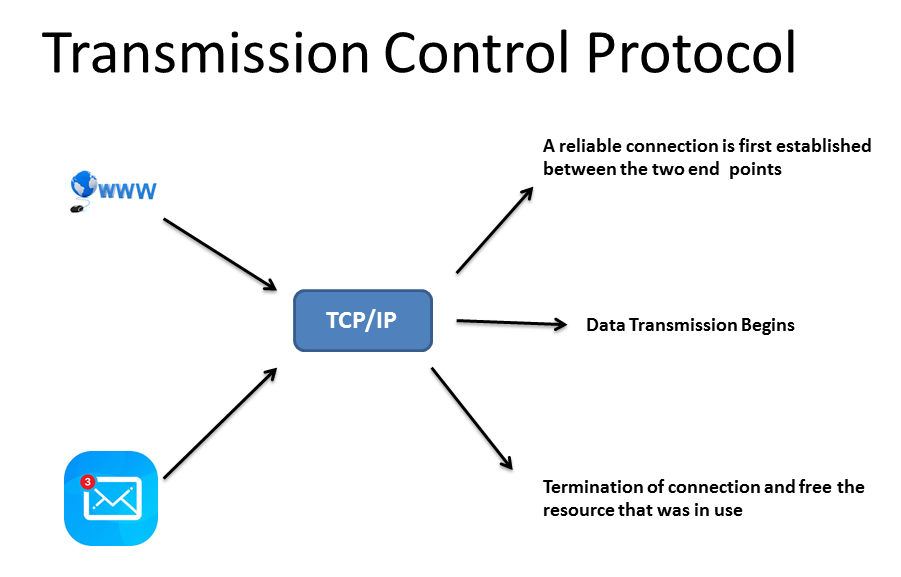 Transmission Control Protocol
A reliable connection is first established
between the two end points
WWW
TCP/IP
Data Transmission Begins
3
Termination of connection and free the
resource that was in use